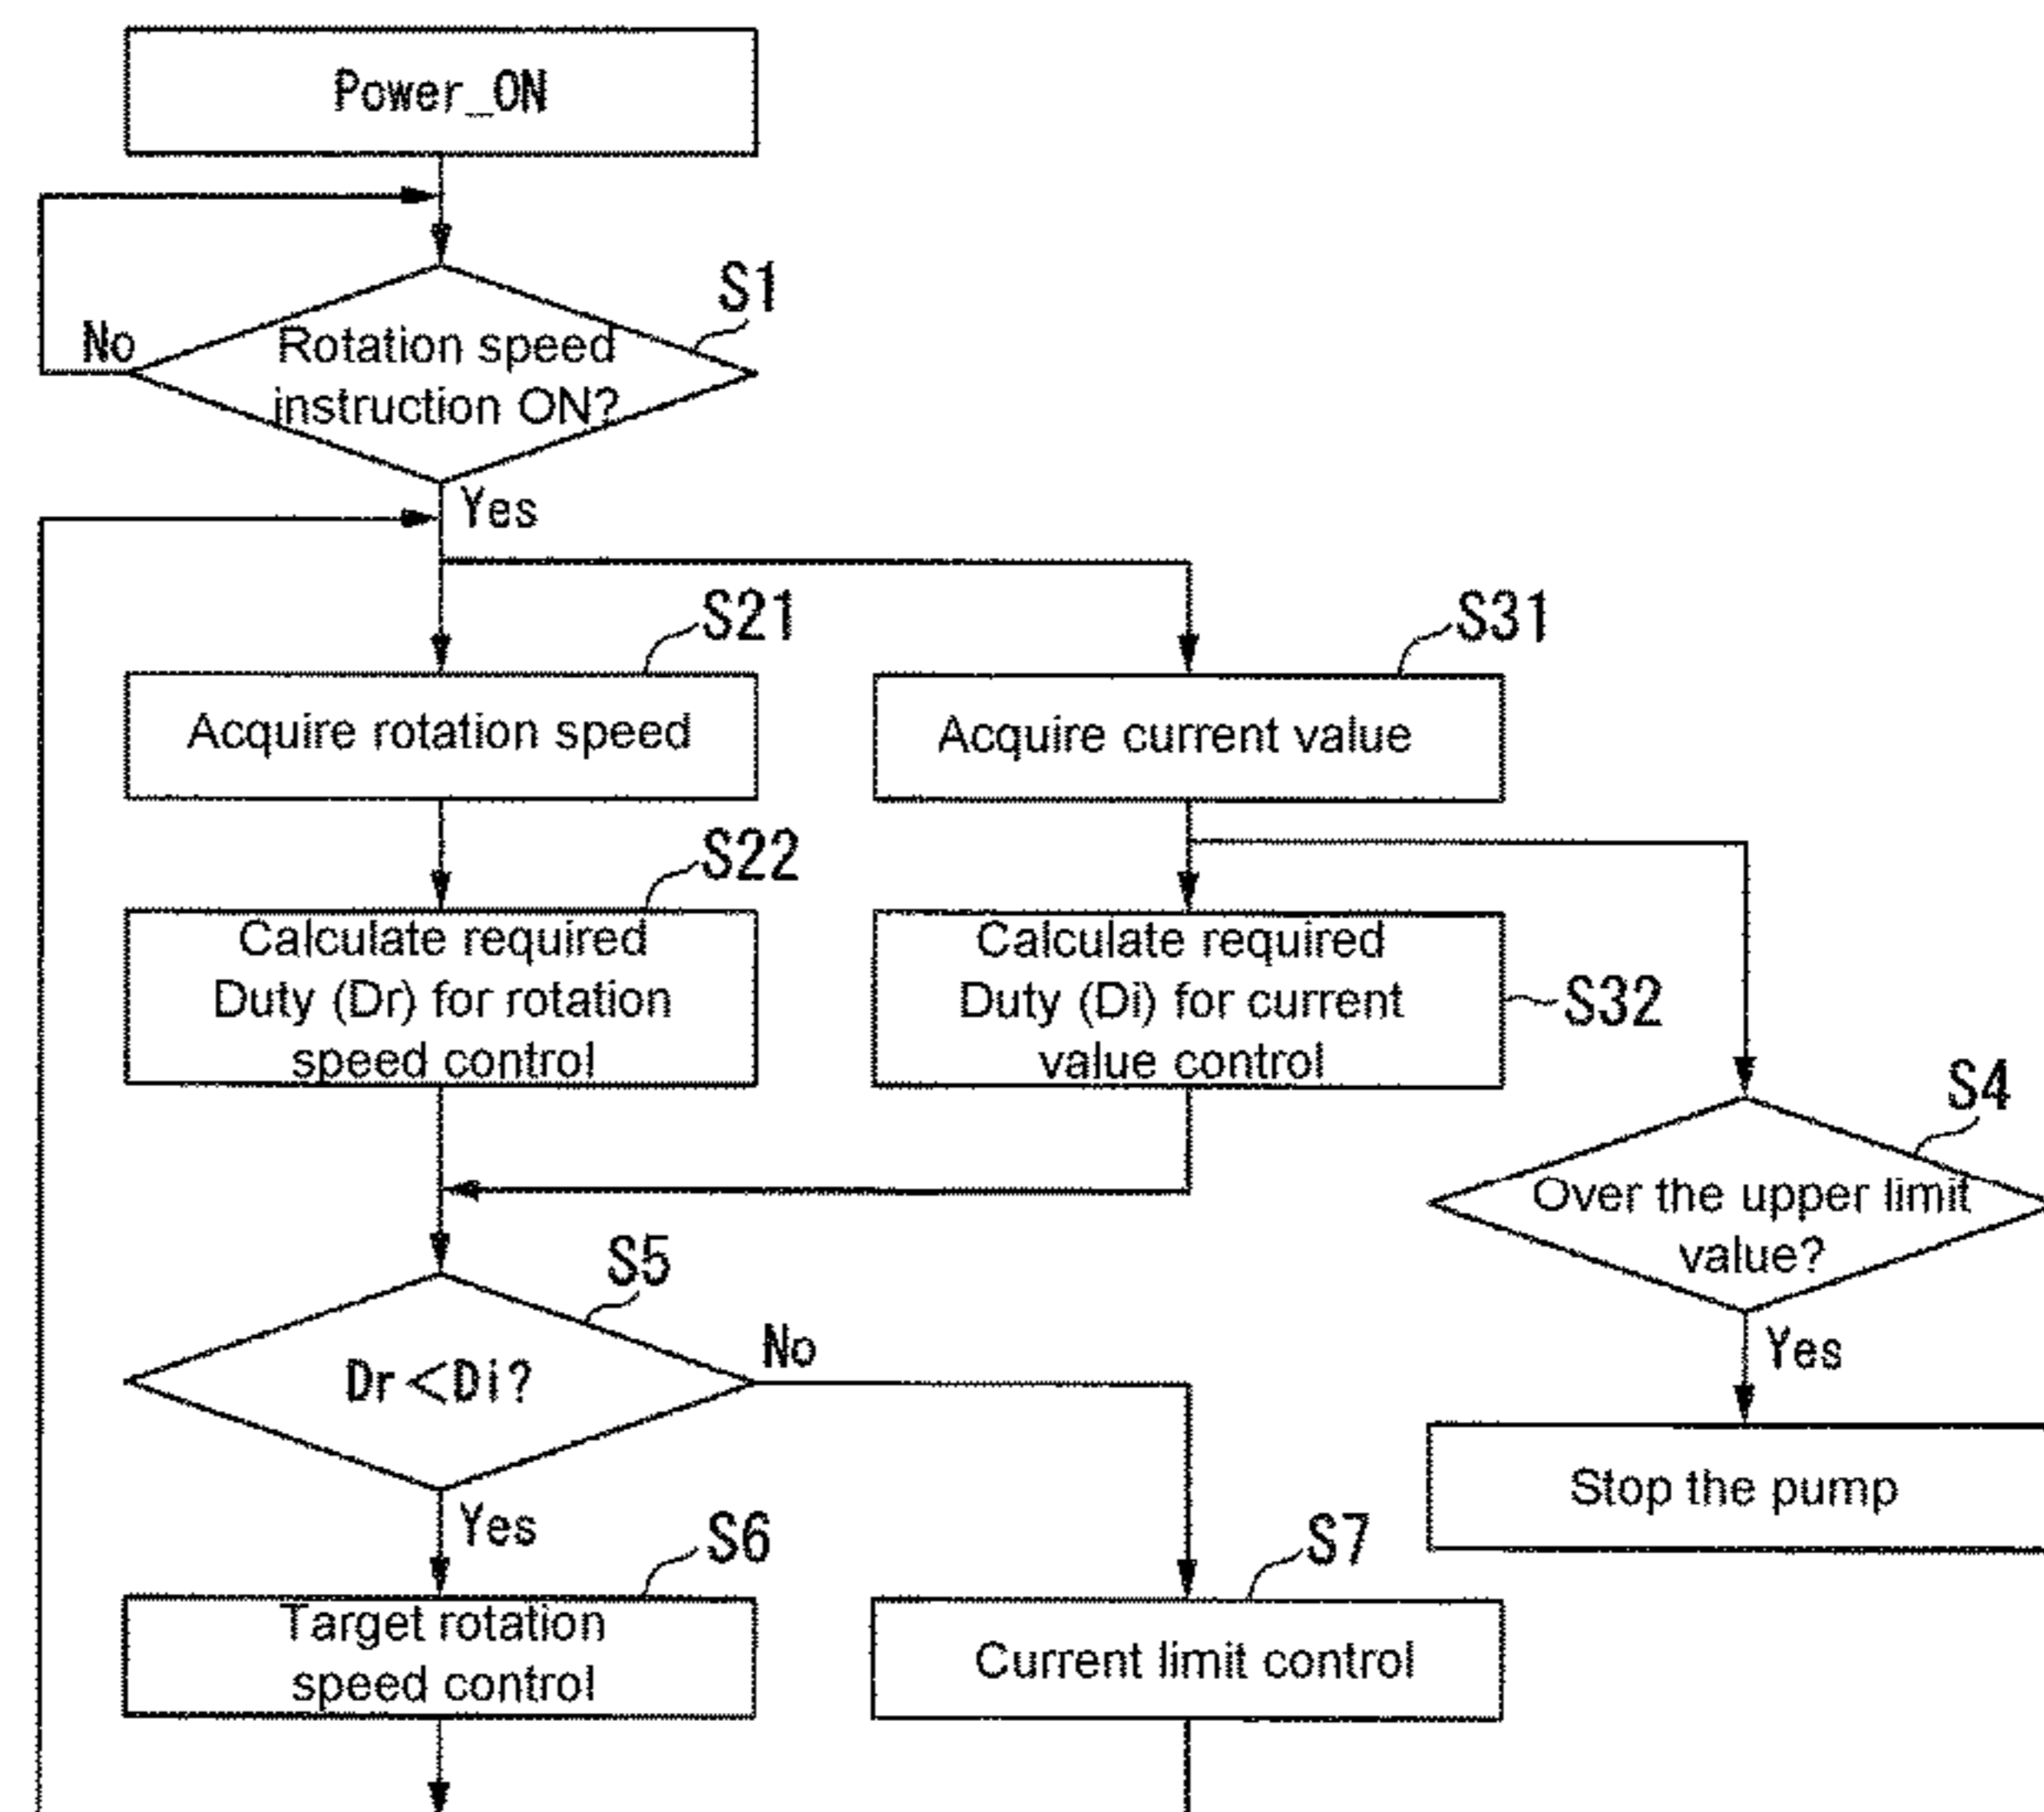 Power_ON
S1
No
Rotation speed
instruction ON?
Yes
S21
S31
Acquire rotation speed
Acquire current value
S22
Calculate required
Duty (Dr) for rotation
speed control
Calculate required
Duty (Di) for current
value control
S32
S4
Over the upper limit
value?
S5
No
Yes
Dr<Di?
Stop the pump
Yes
S6
S7
Target rotation
speed control
Current limit control